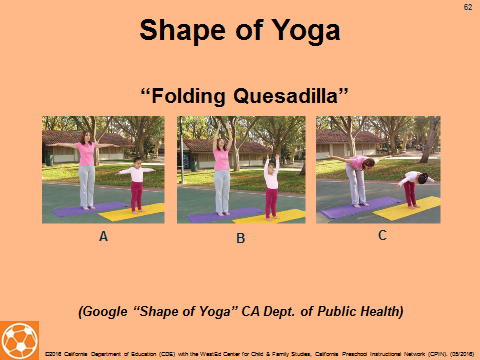 62
Shape of Yoga
“Folding Quesadilla”
A B C
(Google “Shape of Yoga” CA Dept. of Public Health)
©2016 California Department of Education (CDE) with the WestEd Center for Child & Family Studies, California Preschool Instructional Network (CPIN). (05/2016)